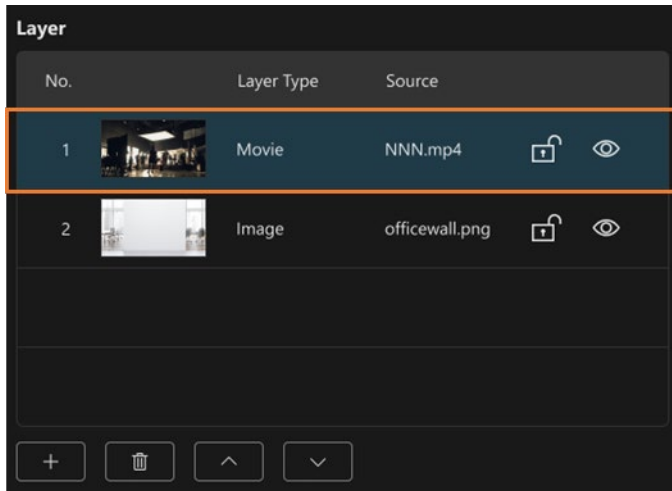 Layer
No. Layer Type Source
1 Movie NNN.mp4
2 Image officewall.png